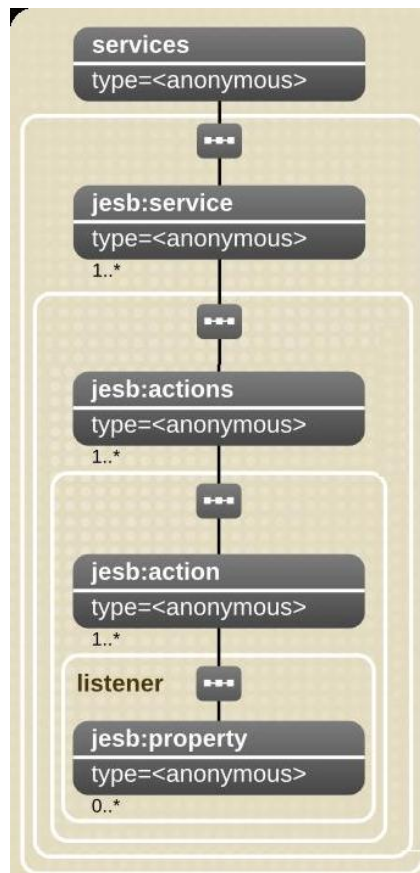 services
type=<anonymous>
jesb:service
type=<anonymous>
1..*
jesb:actions
type=<anonymous>
1..*
jesb:action
type=<anonymous>
1..*
listener
jesb:property
type=<anonymous>
0..*